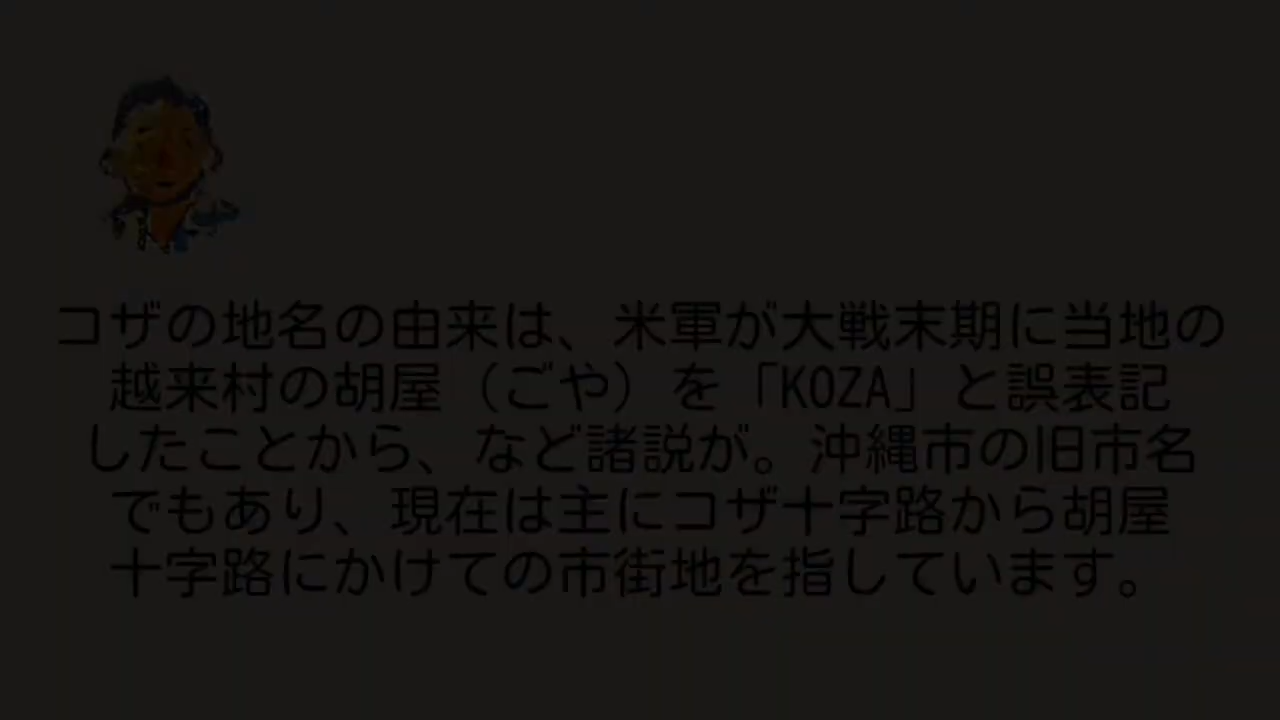 コザの地名の由来は、米軍が大戦末期に当地の
越来村の胡屋（ごや）を「KOZA」と誤表記
したことから、など諸説が。沖縄市の旧市名
でもあり、現在は主にコザ十字路から胡屋
十字路にかけての市街地を指しています。